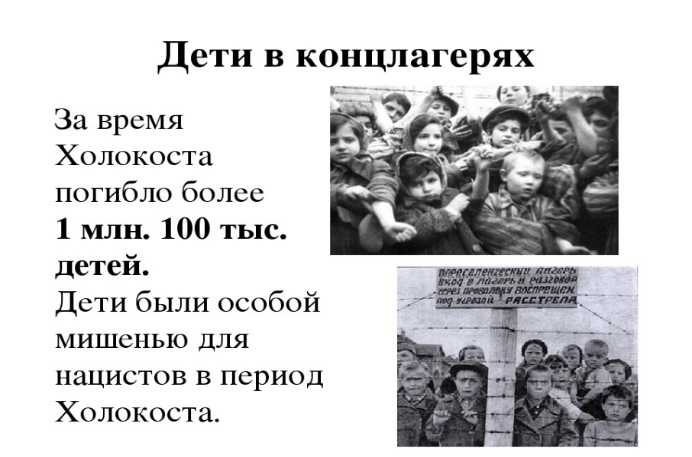 Дети в концлагерях
За время
Холокоста
погибло более
1 млн. 100 тыс.
детей.
Дети были особой
мишенью для
нацистов в период
Холокоста.
ПЕРЕСЕЛЕНЧЕСКИЙ ЛАГЕРЬ
ВХОД В ЛАГЕРЬ И РАЗГОВОР
ЧЕРЕЗ ПРОВОЛОКУ ВОСПРЕЩЕН
ПОД УГРОЗОЙ РАССТРЕЛА